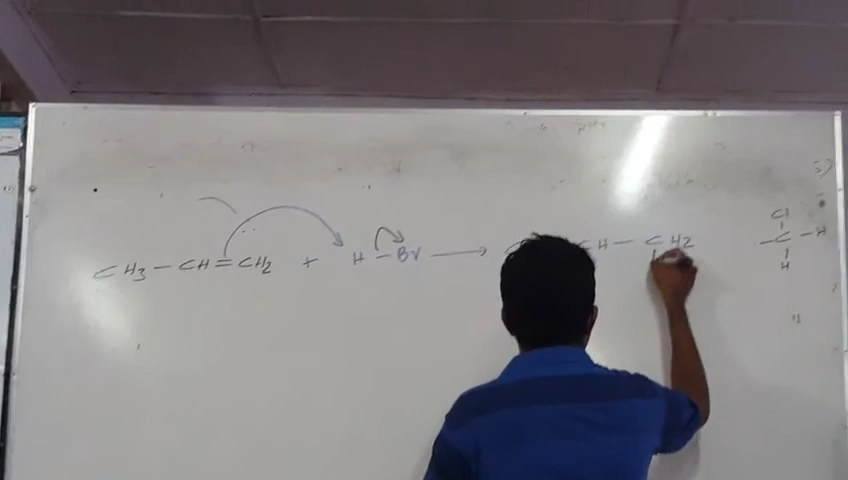 CH3 — CH = CH2 + H — Br ⟶ CH — CH2
Cl
— C — H
H